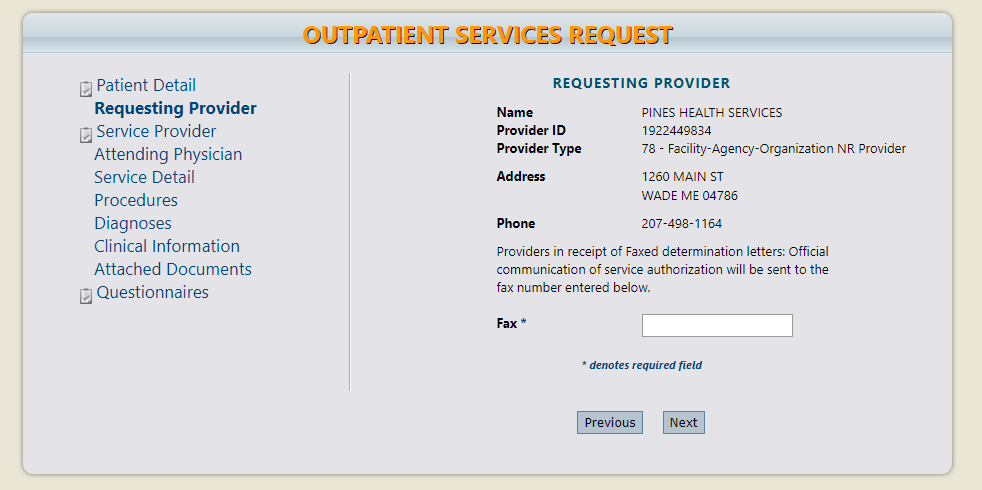 OUTPATIENT SERVICES REQUEST
Patient Detail
Requesting Provider
Service Provider
Attending Physician
Service Detail
Procedures
Diagnoses
Clinical Information
Attached Documents
Questionnaires
REQUESTING PROVIDER
Name PINES HEALTH SERVICES
Provider ID 1922449834
Provider Type 78 - Facility-Agency-Organization NR Provider
Address 1260 MAIN ST
WADE ME 04786
Phone 207-498-1164
Providers in receipt of Faxed determination letters: Official
communication of service authorization will be sent to the
fax number entered below.
Fax *
* denotes required field
Previous Next